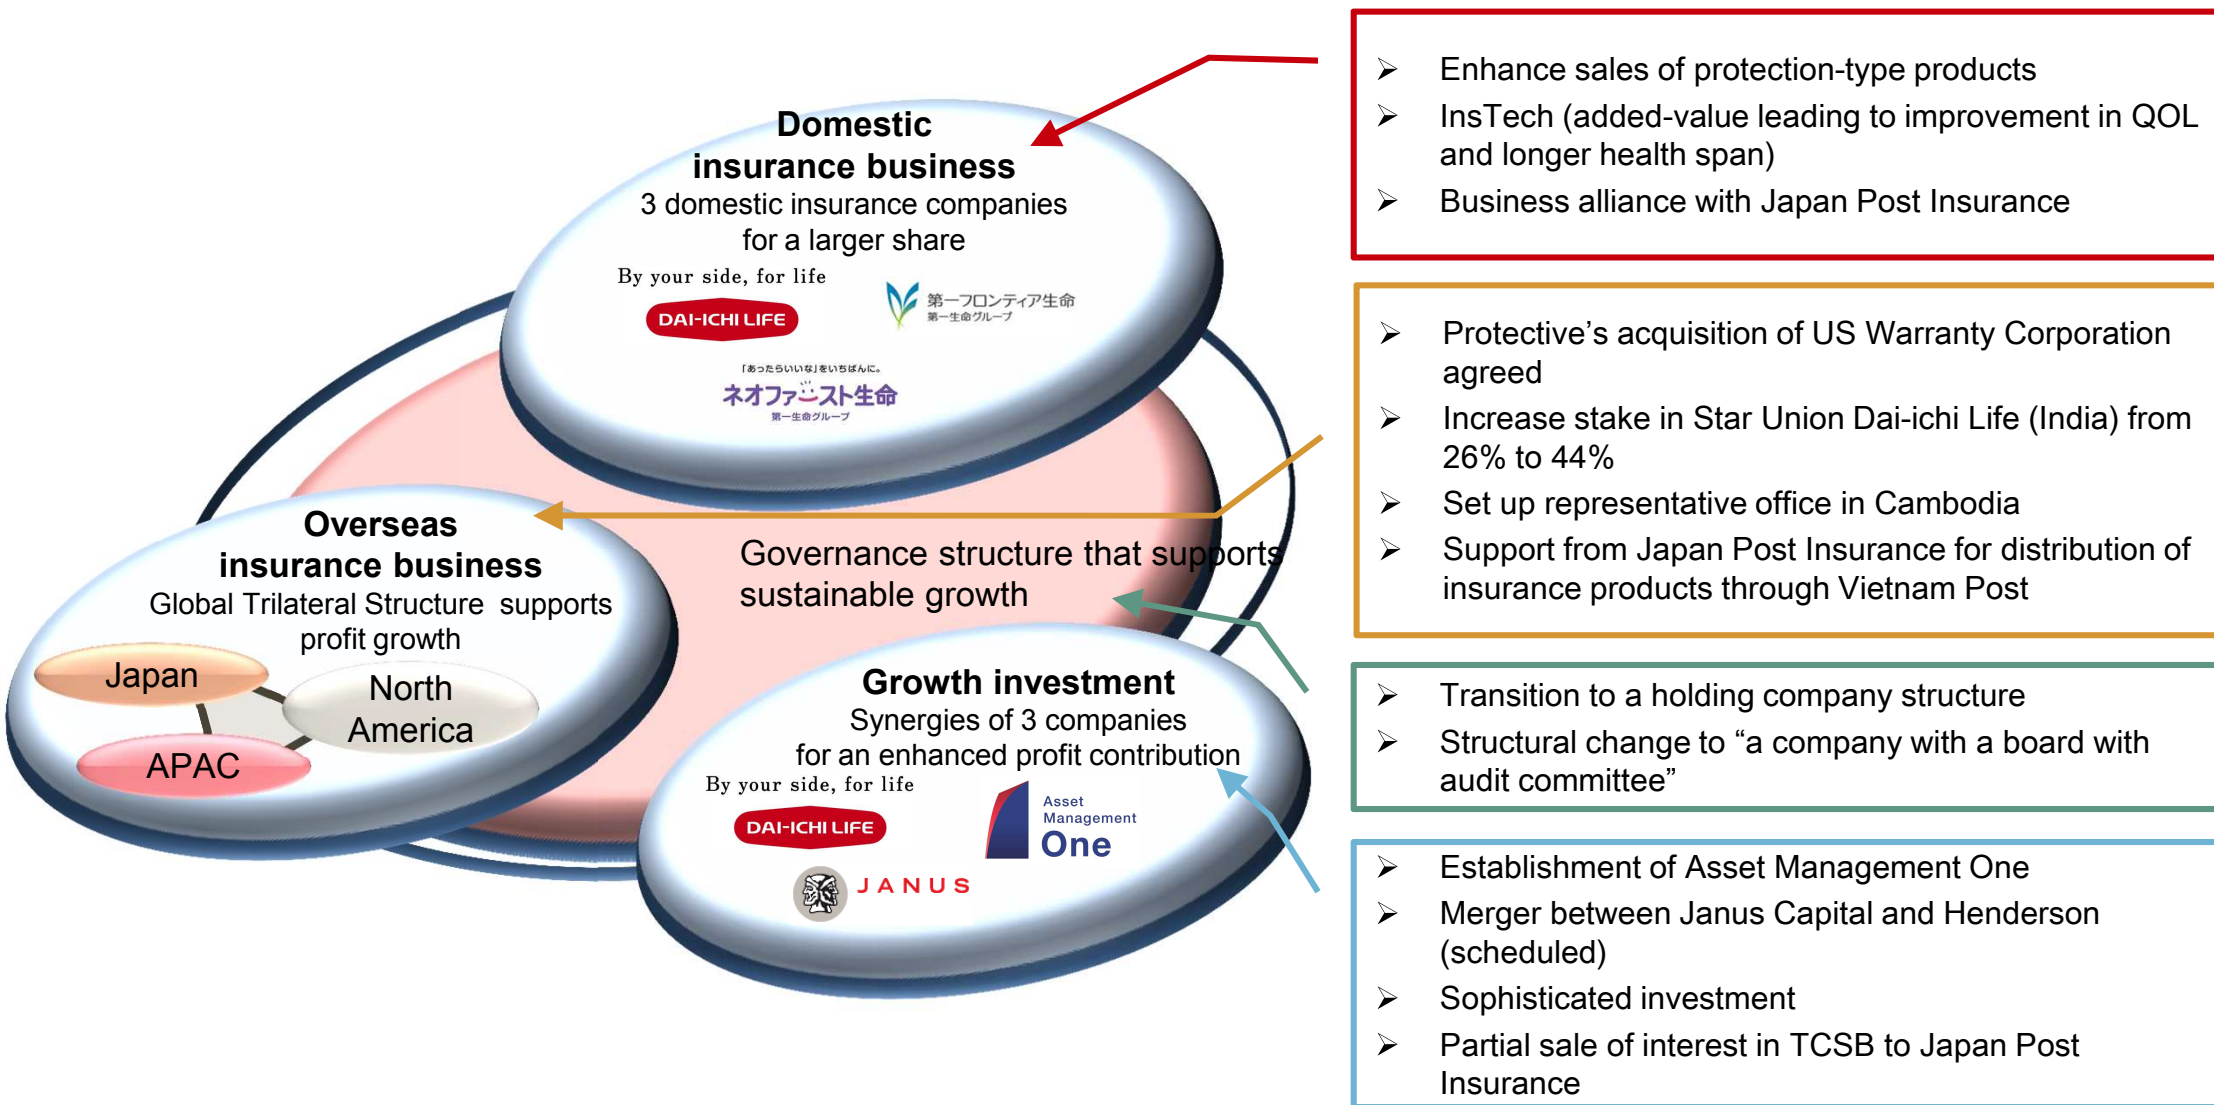 Domestic
insurance business
3 domestic insurance companies
for a larger share
By your side, for life
DAI-ICHI LIFE
第一フロンティア生命
第一生命グループ
「あったらいいな」をいちばんに。
ネオファースト生命
第一生命グループ
Overseas
insurance business
Global Trilateral Structure supports
profit growth
Japan
North
America
APAC
Governance structure that supports
sustainable growth
Growth investment
Synergies of 3 companies
for an enhanced profit contribution
By your side, for life
DAI-ICHI LIFE
Asset
Management
One
JANUS
➢ Enhance sales of protection-type products
➢ InsTech (added-value leading to improvement in QOL
and longer health span)
➢ Business alliance with Japan Post Insurance
➢ Protective’s acquisition of US Warranty Corporation
agreed
➢ Increase stake in Star Union Dai-ichi Life (India) from
26% to 44%
➢ Set up representative office in Cambodia
➢ Support from Japan Post Insurance for distribution of
insurance products through Vietnam Post
➢ Transition to a holding company structure
➢ Structural change to “a company with a board with
audit committee”
➢ Establishment of Asset Management One
➢ Merger between Janus Capital and Henderson
(scheduled)
➢ Sophisticated investment
➢ Partial sale of interest in TCSB to Japan Post
Insurance